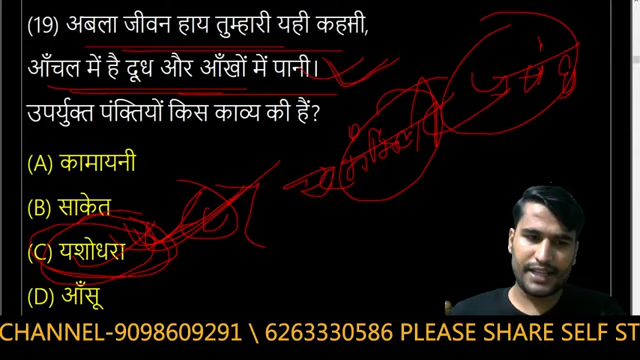 (19) अबला जीवन हाय तुम्हारी यही कहानी,
आँचल में है दूध और आँखों में पानी।
उपर्युक्त पंक्तियों किस काव्य की हैं?
(A) कामायनी
(B) साकेत
(C) यशोधरा
(D) आँसू
CHANNEL-9098609291 \ 6263330586 PLEASE SHARE SELF ST